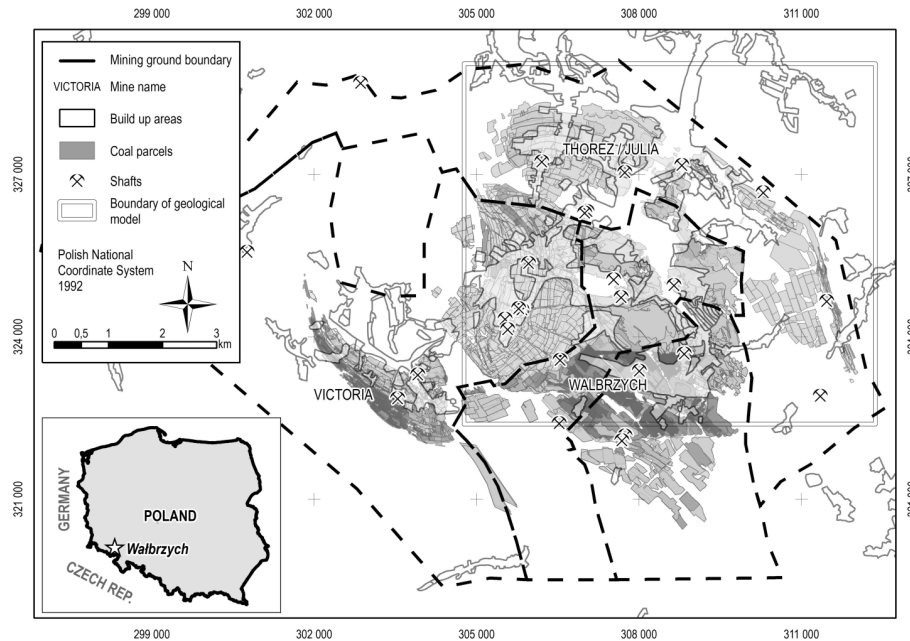 299 000 302 000 305 000 308 000 311 000
Mining ground boundary
VICTORIA Mine name
Build up areas
Coal parcels
Shafts
Boundary of geological
model
Polish National
Coordinate System
1992
N
0 0,5 1 2 3
km
327 000
324 000
321 000
THOREZ / JULIA
VICTORIA
WALBRZYCH
GERMANY
POLAND
Wałbrzych
CZECH REP.
299 000 302 000 305 000 308 000 311 000